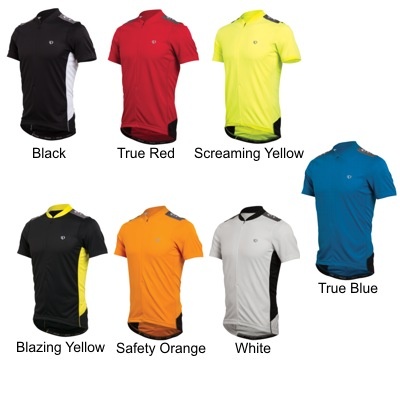 Black
True Red
Screaming Yellow
True Blue
Blazing Yellow
Safety Orange
White